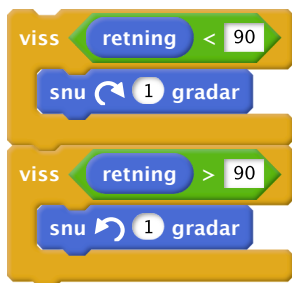 viss retning < 90
snu 1 gradar
viss retning > 90
snu 1 gradar